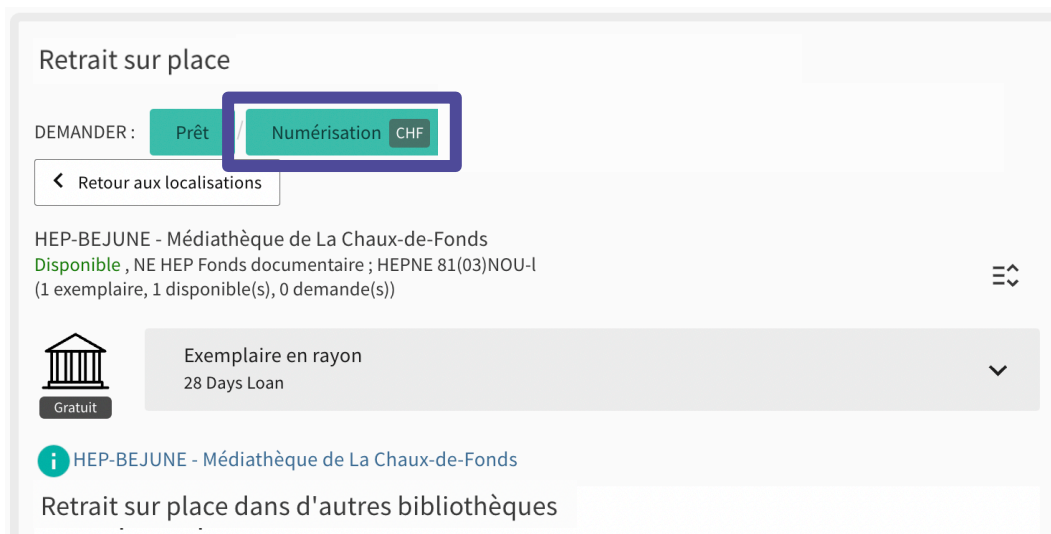 Retrait sur place
DEMANDER : Prêt / Numérisation CHF
Retour aux localisations
HEP-BEJUNE - Médiathèque de La Chaux-de-Fonds
Disponible , NE HEP Fonds documentaire ; HEPNE 81(03)NOU-l
(1 exemplaire, 1 disponible(s), 0 demande(s))
Exemplaire en rayon
28 Days Loan
Gratuit
i HEP-BEJUNE - Médiathèque de La Chaux-de-Fonds
Retrait sur place dans d'autres bibliothèques